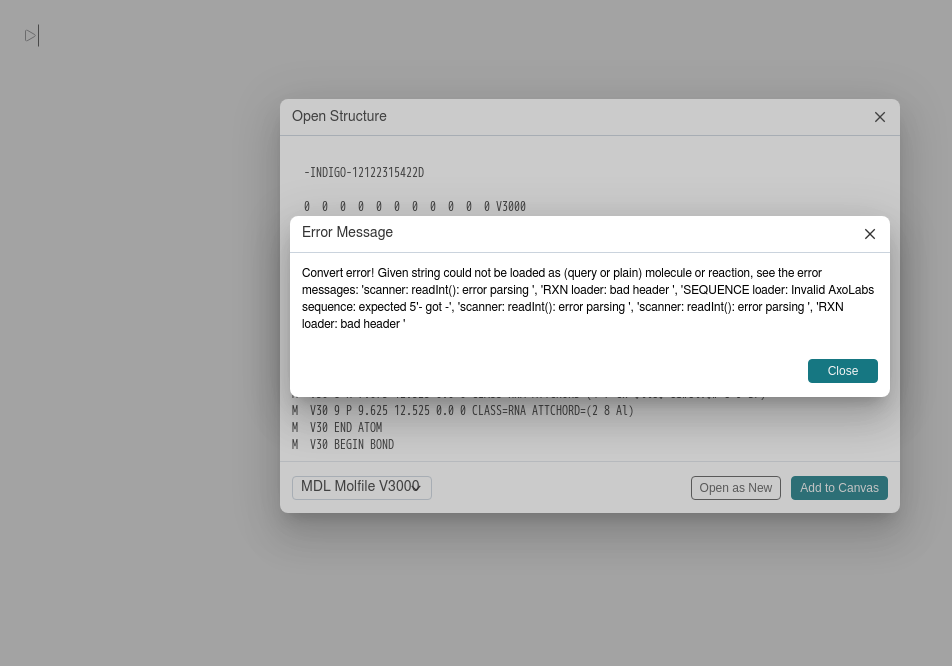 Open Structure
-INDIGO-12122315422D
0  0  0  0  0  0  0  0  0  0  0 V3000
Error Message
Convert error! Given string could not be loaded as (query or plain) molecule or reaction, see the error
messages: 'scanner: readInt(): error parsing ', 'RXN loader: bad header ', 'SEQUENCE loader: Invalid AxoLabs
sequence: expected 5'- got -', 'scanner: readInt(): error parsing ', 'scanner: readInt(): error parsing ', 'RXN
loader: bad header '
Close
M  V30 9 P 9.625 12.525 0.0 0 CLASS=RNA ATTCHORD=(2 8 Al)
M  V30 END ATOM
M  V30 BEGIN BOND
MDL Molfile V3000
Open as New
Add to Canvas